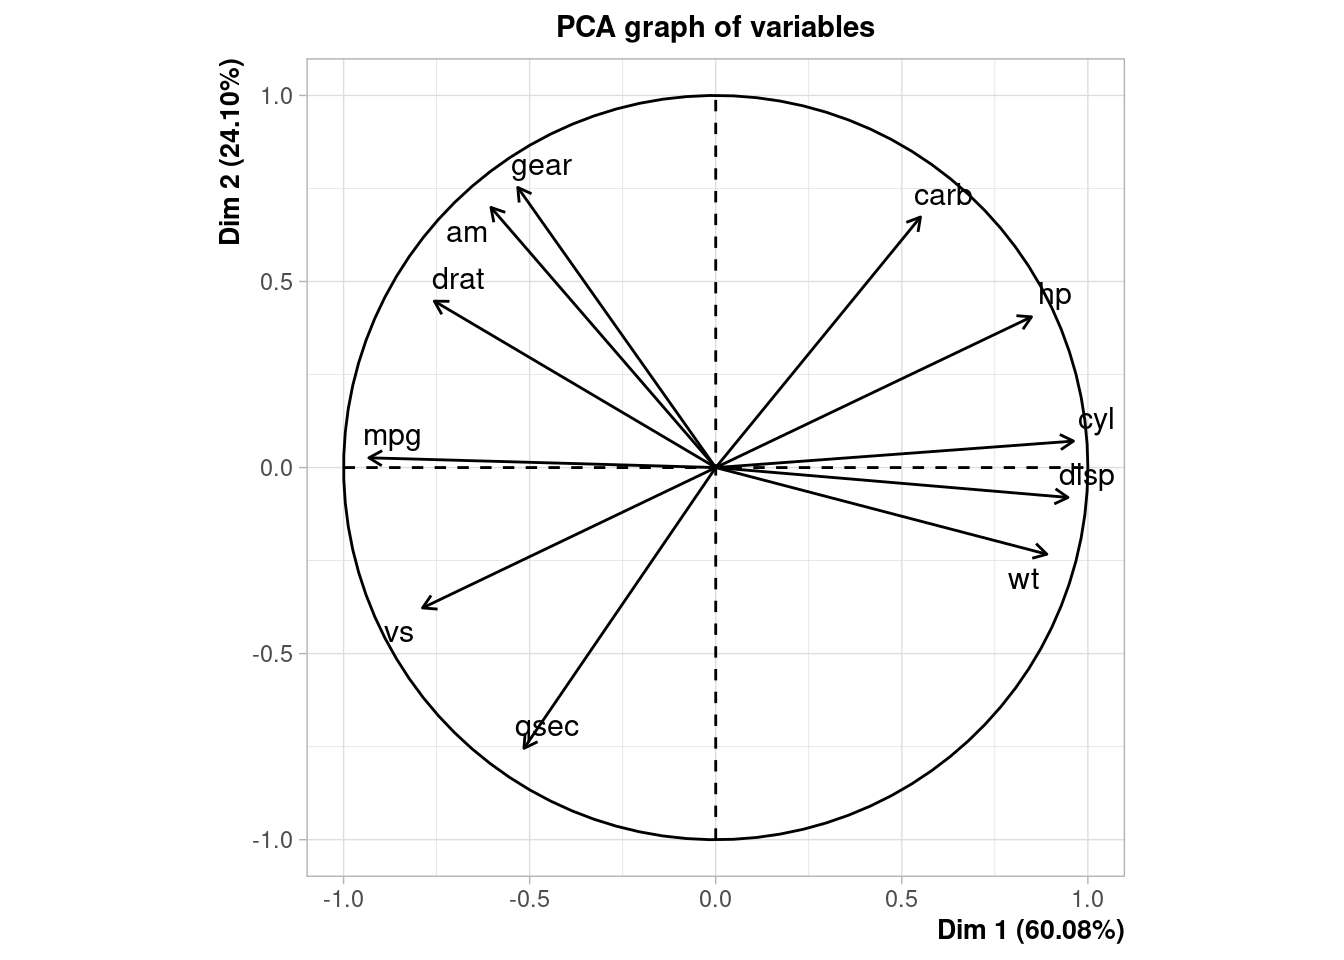 PCA graph of variables
Dim 2 (24.10%)
1.0
0.5
0.0
-0.5
-1.0
gear
carb
am
drat
hp
mpg
cyl
disp
wt
vs
qsec
-1.0
-0.5
0.0
0.5
1.0
Dim 1 (60.08%)